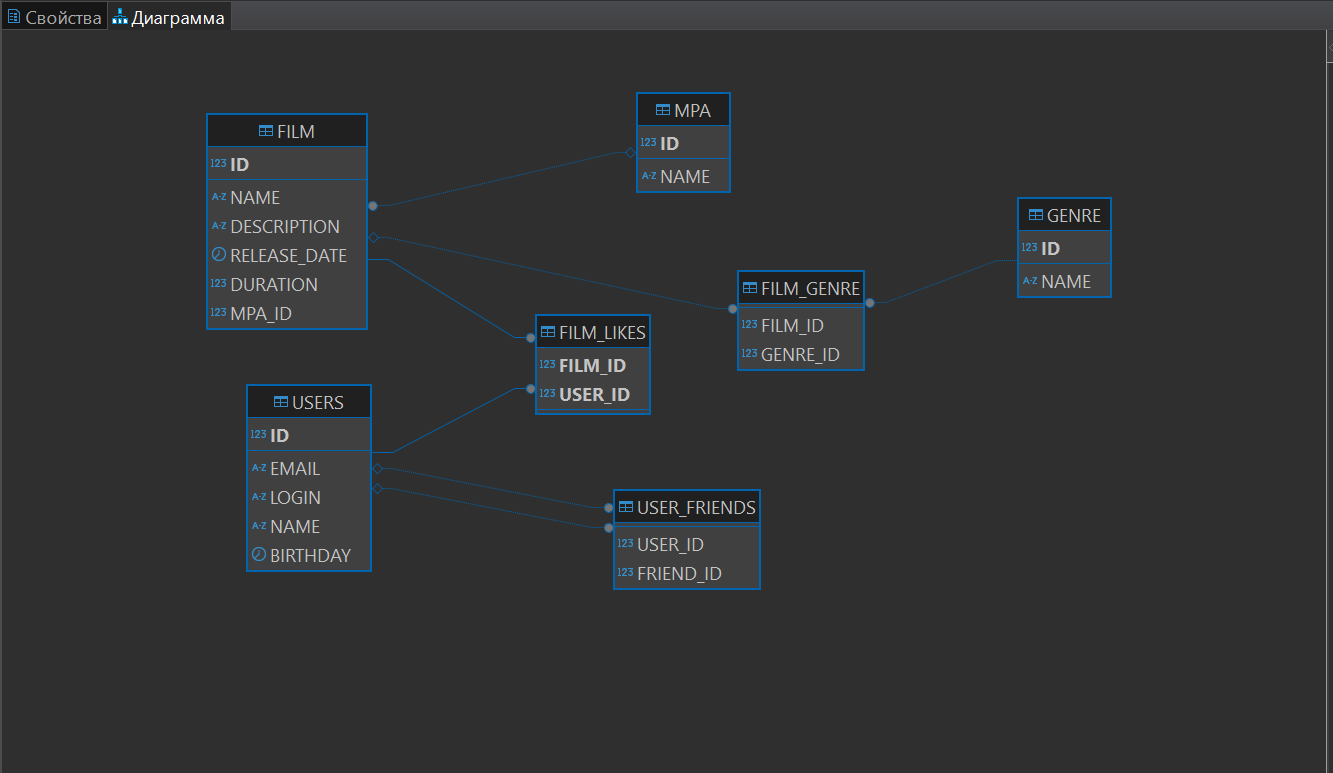 Свойства
Диаграмма
FILM
123 ID
A-Z NAME
A-Z DESCRIPTION
RELEASE_DATE
123 DURATION
123 MPA_ID
MPA
123 ID
A-Z NAME
GENRE
123 ID
A-Z NAME
FILM_GENRE
123 FILM_ID
123 GENRE_ID
FILM_LIKES
123 FILM_ID
123 USER_ID
USERS
123 ID
A-Z EMAIL
A-Z LOGIN
A-Z NAME
BIRTHDAY
USER_FRIENDS
123 USER_ID
123 FRIEND_ID